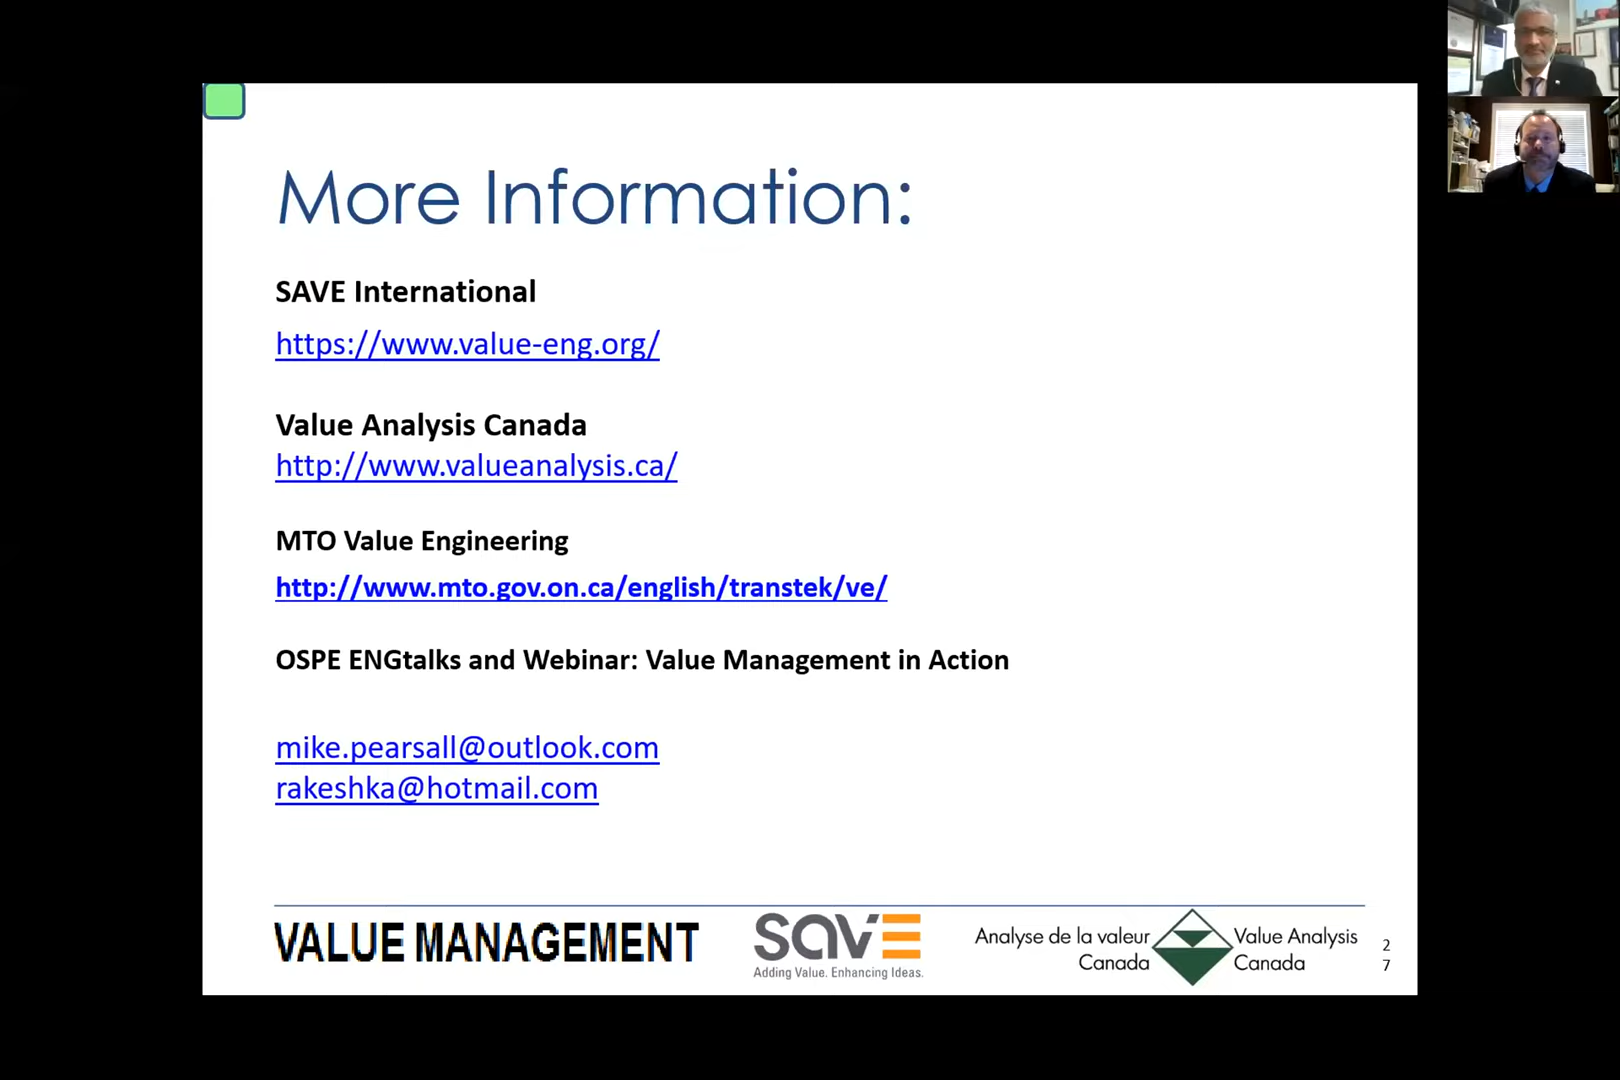 More Information:
SAVE International
https://www.value-eng.org/
Value Analysis Canada
http://www.valueanalysis.ca/
MTO Value Engineering
http://www.mto.gov.on.ca/english/transtek/ve/
OSPE ENGtalks and Webinar: Value Management in Action
mike.pearsall@outlook.com
rakeshka@hotmail.com
VALUE MANAGEMENT
SAVE
Adding Value. Enhancing Ideas.
Analyse de la valeur
Canada
Value Analysis
Canada
2
7